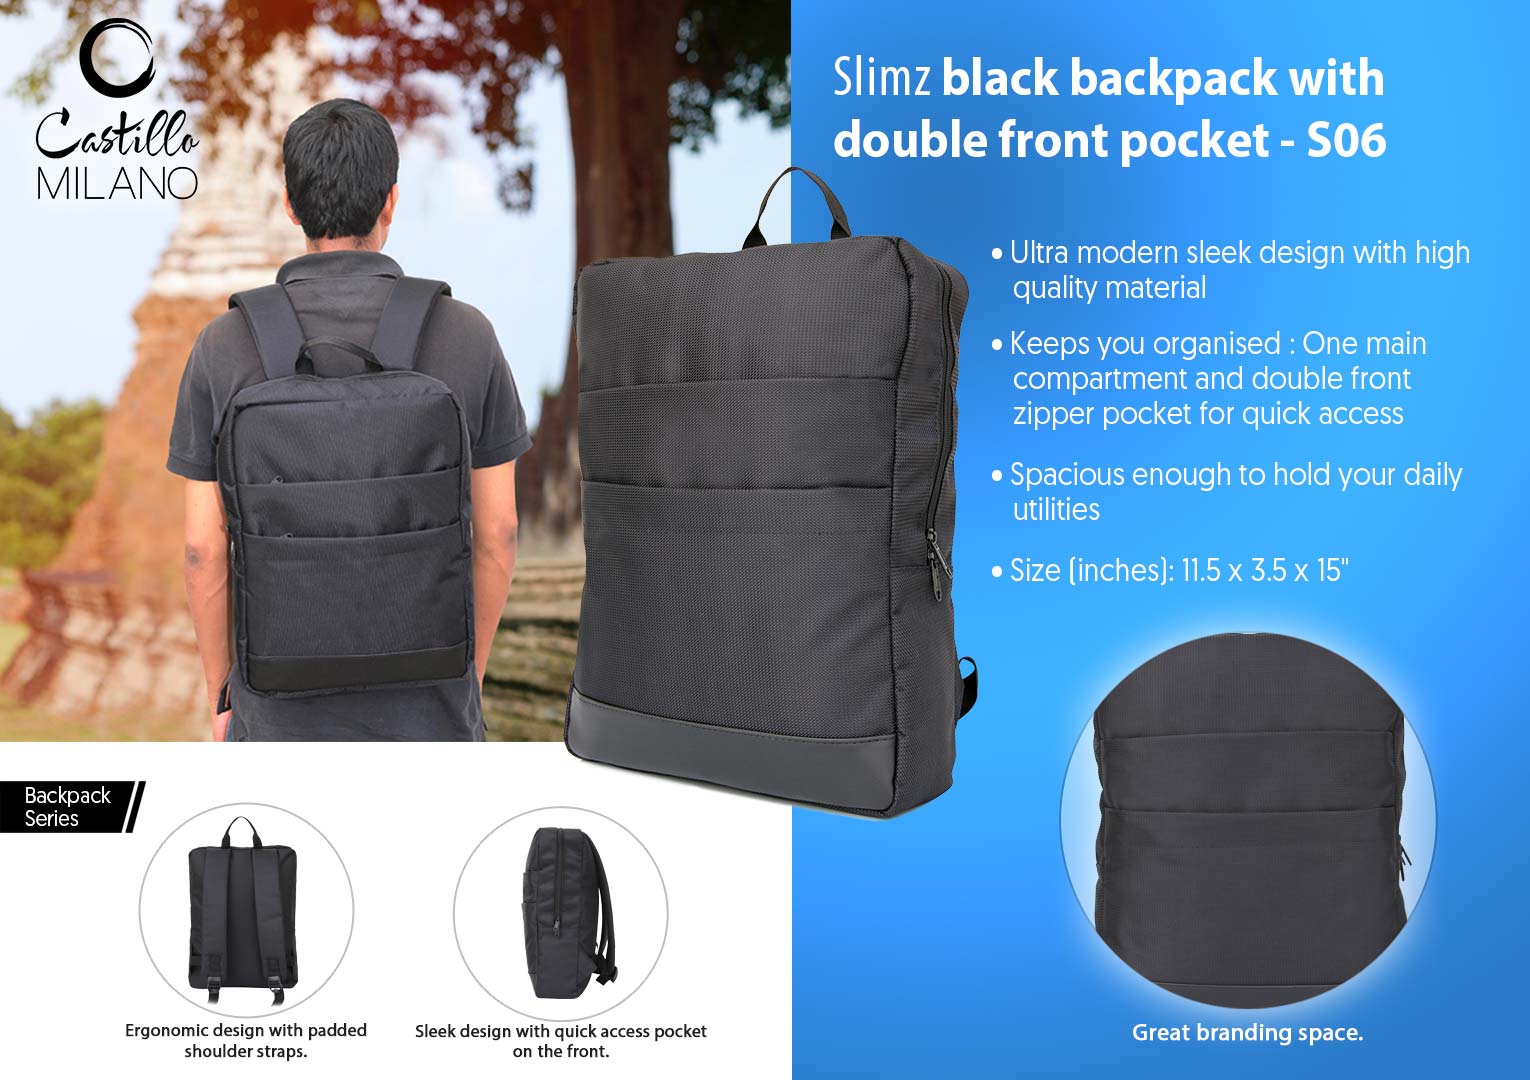 Castillo
MILANO
Slimz black backpack with
double front pocket - S06
• Ultra modern sleek design with high
quality material
• Keeps you organised : One main
compartment and double front
zipper pocket for quick access
• Spacious enough to hold your daily
utilities
• Size (inches): 11.5 x 3.5 x 15"
Backpack
Series
Ergonomic design with padded
shoulder straps.
Sleek design with quick access pocket
on the front.
Great branding space.